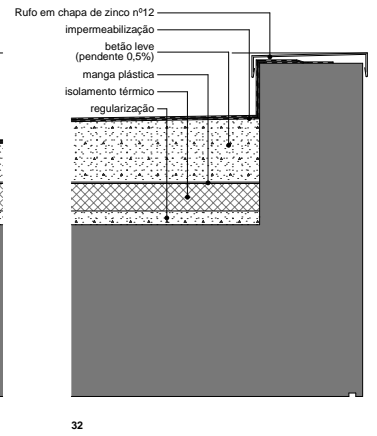 Rufo em chapa de zinco nº12
impermeabilização
betão leve
(pendente 0,5%)
manga plástica
isolamento térmico
regularização
32